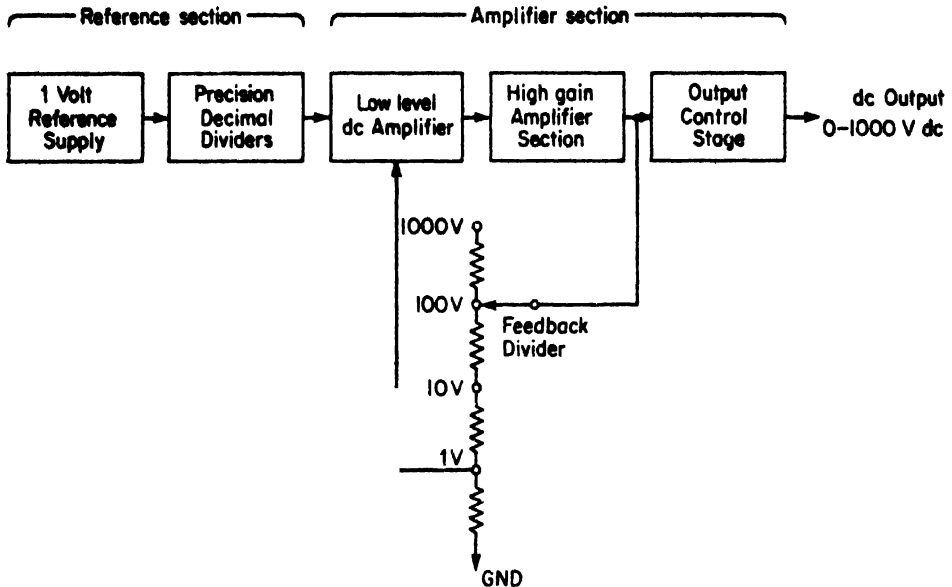 Reference section
Amplifier section
1 Volt
Reference
Supply
Precision
Decimal
Dividers
Low level
dc Amplifier
High gain
Amplifier
Section
Output
Control
Stage
dc Output
0-1000 V dc
1000V
100V
Feedback
Divider
10V
1V
GND